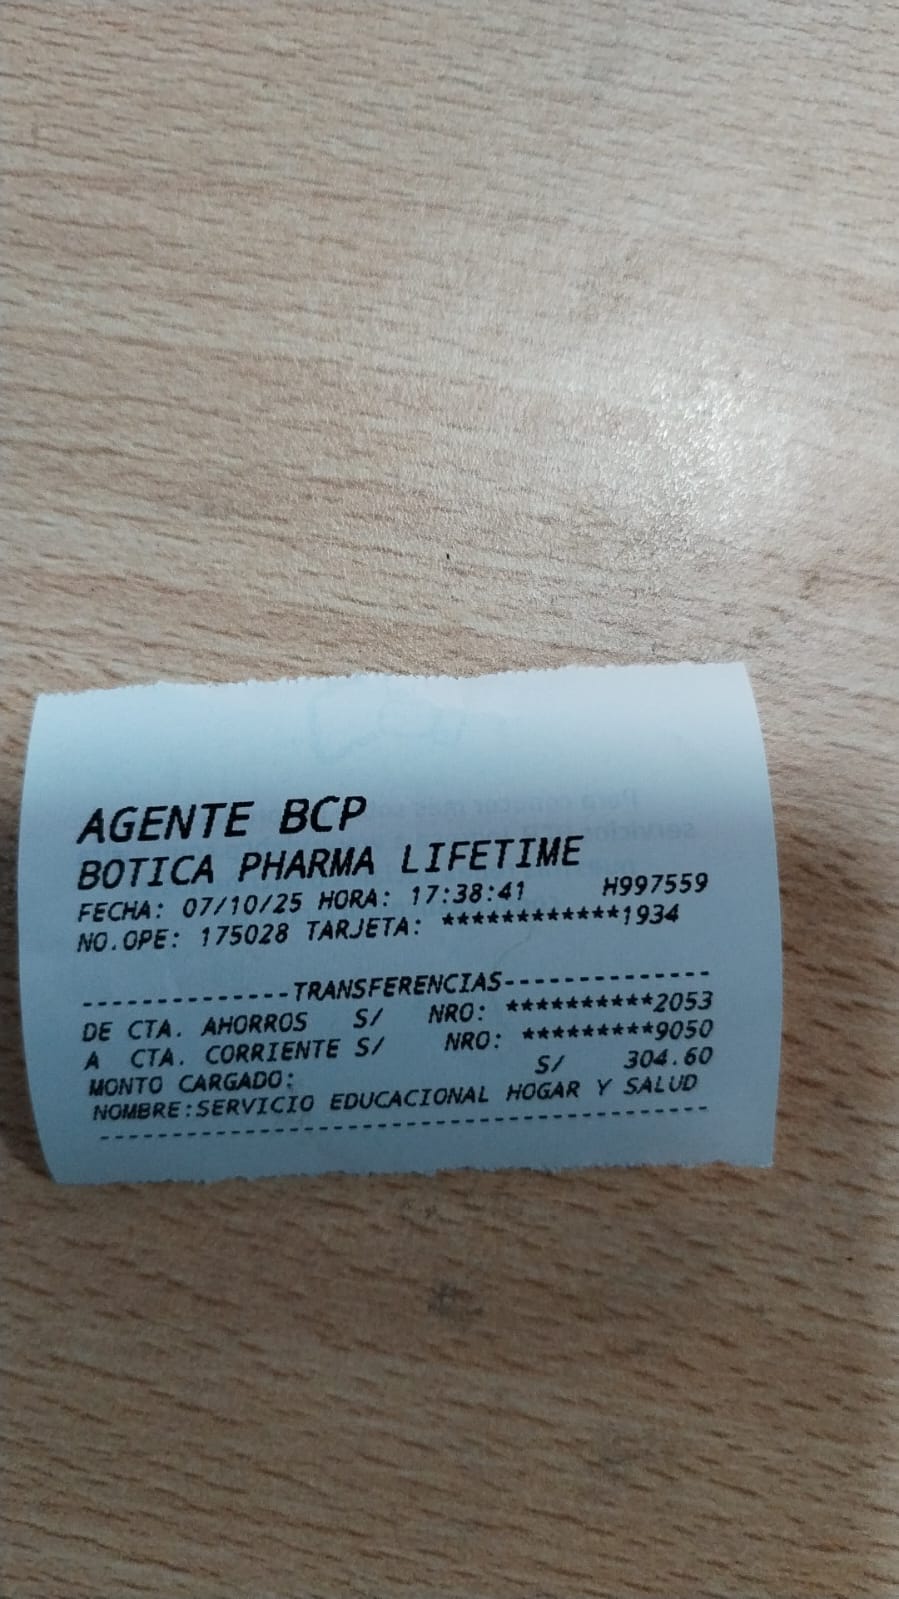 AGENTE BCP
BOTICA PHARMA LIFETIME
FECHA: 07/10/25 HORA: 17:38:41 H997559
NO.OPE: 175028 TARJETA: ************1934
--------------TRANSFERENCIAS--------------
DE CTA. AHORROS S/ NRO: **********2053
A CTA. CORRIENTE S/ NRO: *********9050
MONTO CARGADO: S/ 304.60
NOMBRE:SERVICIO EDUCACIONAL HOGAR Y SALUD
------------------------------------------